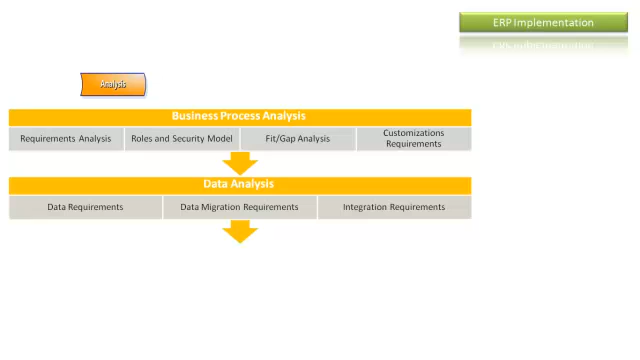 ERP Implementation
Analysis
Business Process Analysis
Requirements Analysis
Roles and Security Model
Fit/Gap Analysis
Customizations
Requirements
Data Analysis
Data Requirements
Data Migration Requirements
Integration Requirements